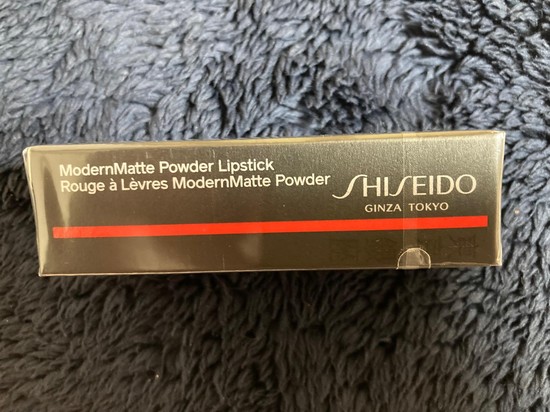 ModernMatte Powder Lipstick
Rouge à Lèvres ModernMatte Powder
SHISEIDO
GINZA TOKYO